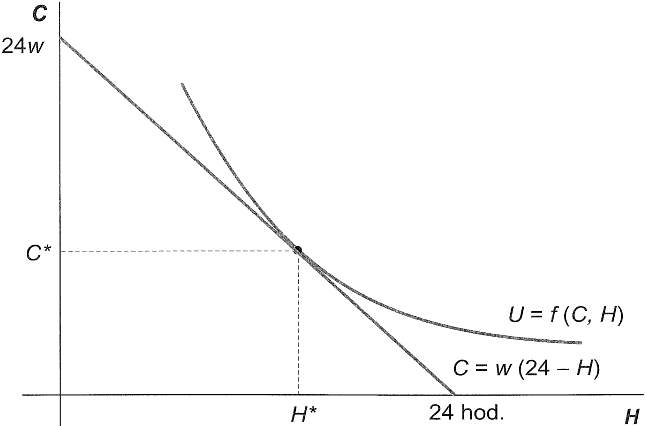 C
24w
C*
U = f (C, H)
C = w (24 – H)
H*
24 hod.
H